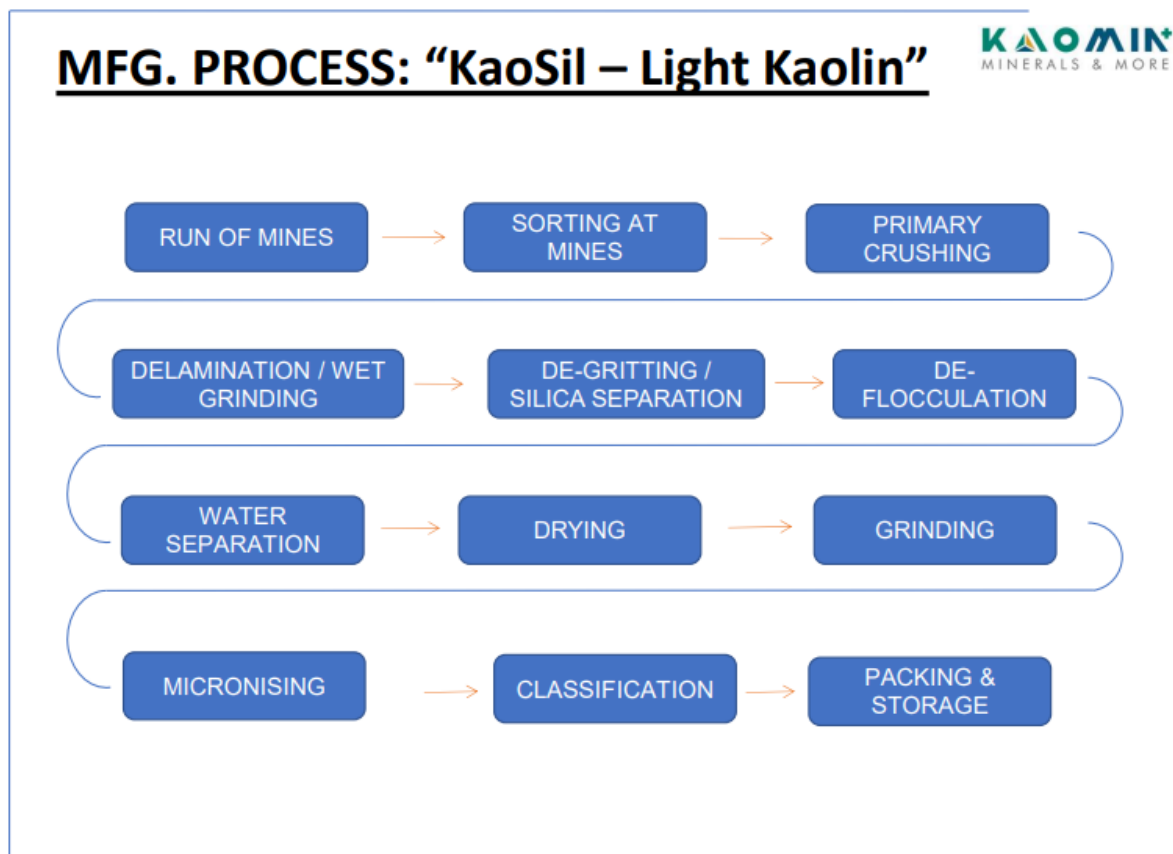 MFG. PROCESS: “KaoSil – Light Kaolin”
KAOMIN+
MINERALS & MORE
RUN OF MINES
SORTING AT
MINES
PRIMARY
CRUSHING
DELAMINATION / WET
GRINDING
DE-GRITTING /
SILICA SEPARATION
DE-
FLOCCULATION
WATER
SEPARATION
DRYING
GRINDING
MICRONISING
CLASSIFICATION
PACKING &
STORAGE